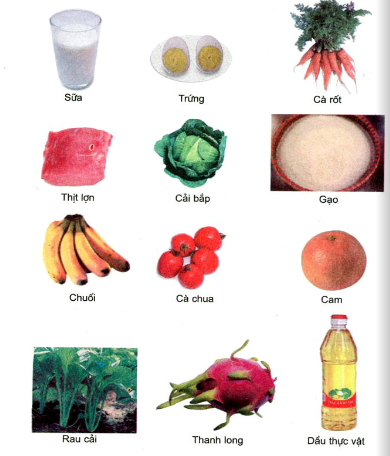 Sữa
Trứng
Cà rốt
Thịt lợn
Cải bắp
Gạo
Chuối
Cà chua
Cam
Rau cải
Thanh long
Dầu thực vật